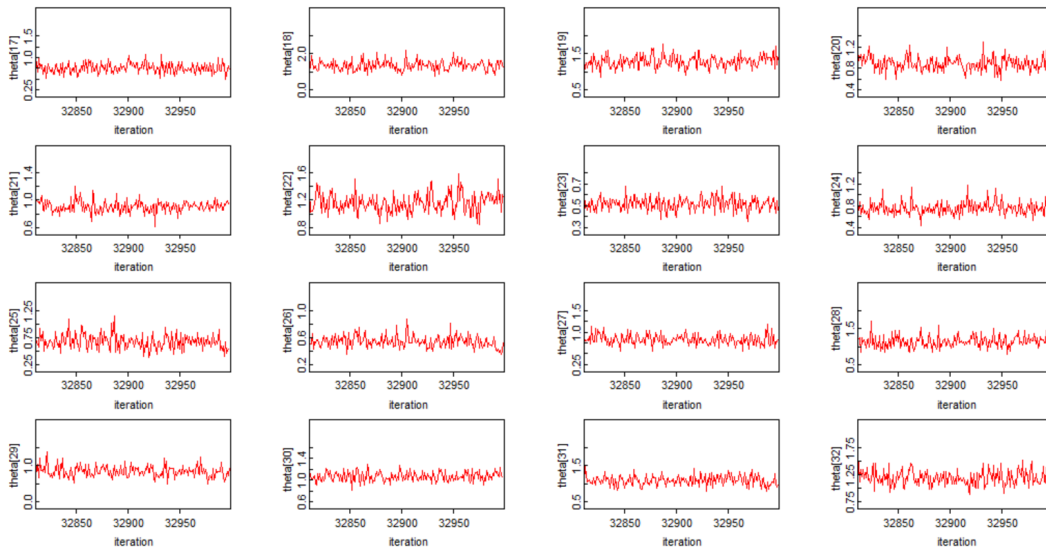 theta[17]
0.25 1.0 1.5
32850 32900 32950
iteration
theta[18]
0.0 2.0
32850 32900 32950
iteration
theta[19]
0.5 1.5
32850 32900 32950
iteration
theta[20]
0.4 0.8 1.2
32850 32900 32950
iteration
theta[21]
0.6 1.0 1.4
32850 32900 32950
iteration
theta[22]
0.8 1.2 1.6
32850 32900 32950
iteration
theta[23]
0.3 0.5 0.7
32850 32900 32950
iteration
theta[24]
0.4 0.8 1.2
32850 32900 32950
iteration
theta[25]
0.25 0.75 1.25
32850 32900 32950
iteration
theta[26]
0.2 0.6 1.0
32850 32900 32950
iteration
theta[27]
0.25 1.0 1.5
32850 32900 32950
iteration
theta[28]
0.5 1.5
32850 32900 32950
iteration
theta[29]
0.0 1.0
32850 32900 32950
iteration
theta[30]
0.6 1.0 1.4
32850 32900 32950
iteration
theta[31]
0.5 1.5
32850 32900 32950
iteration
theta[32]
0.75 1.25 1.75
32850 32900 32950
iteration